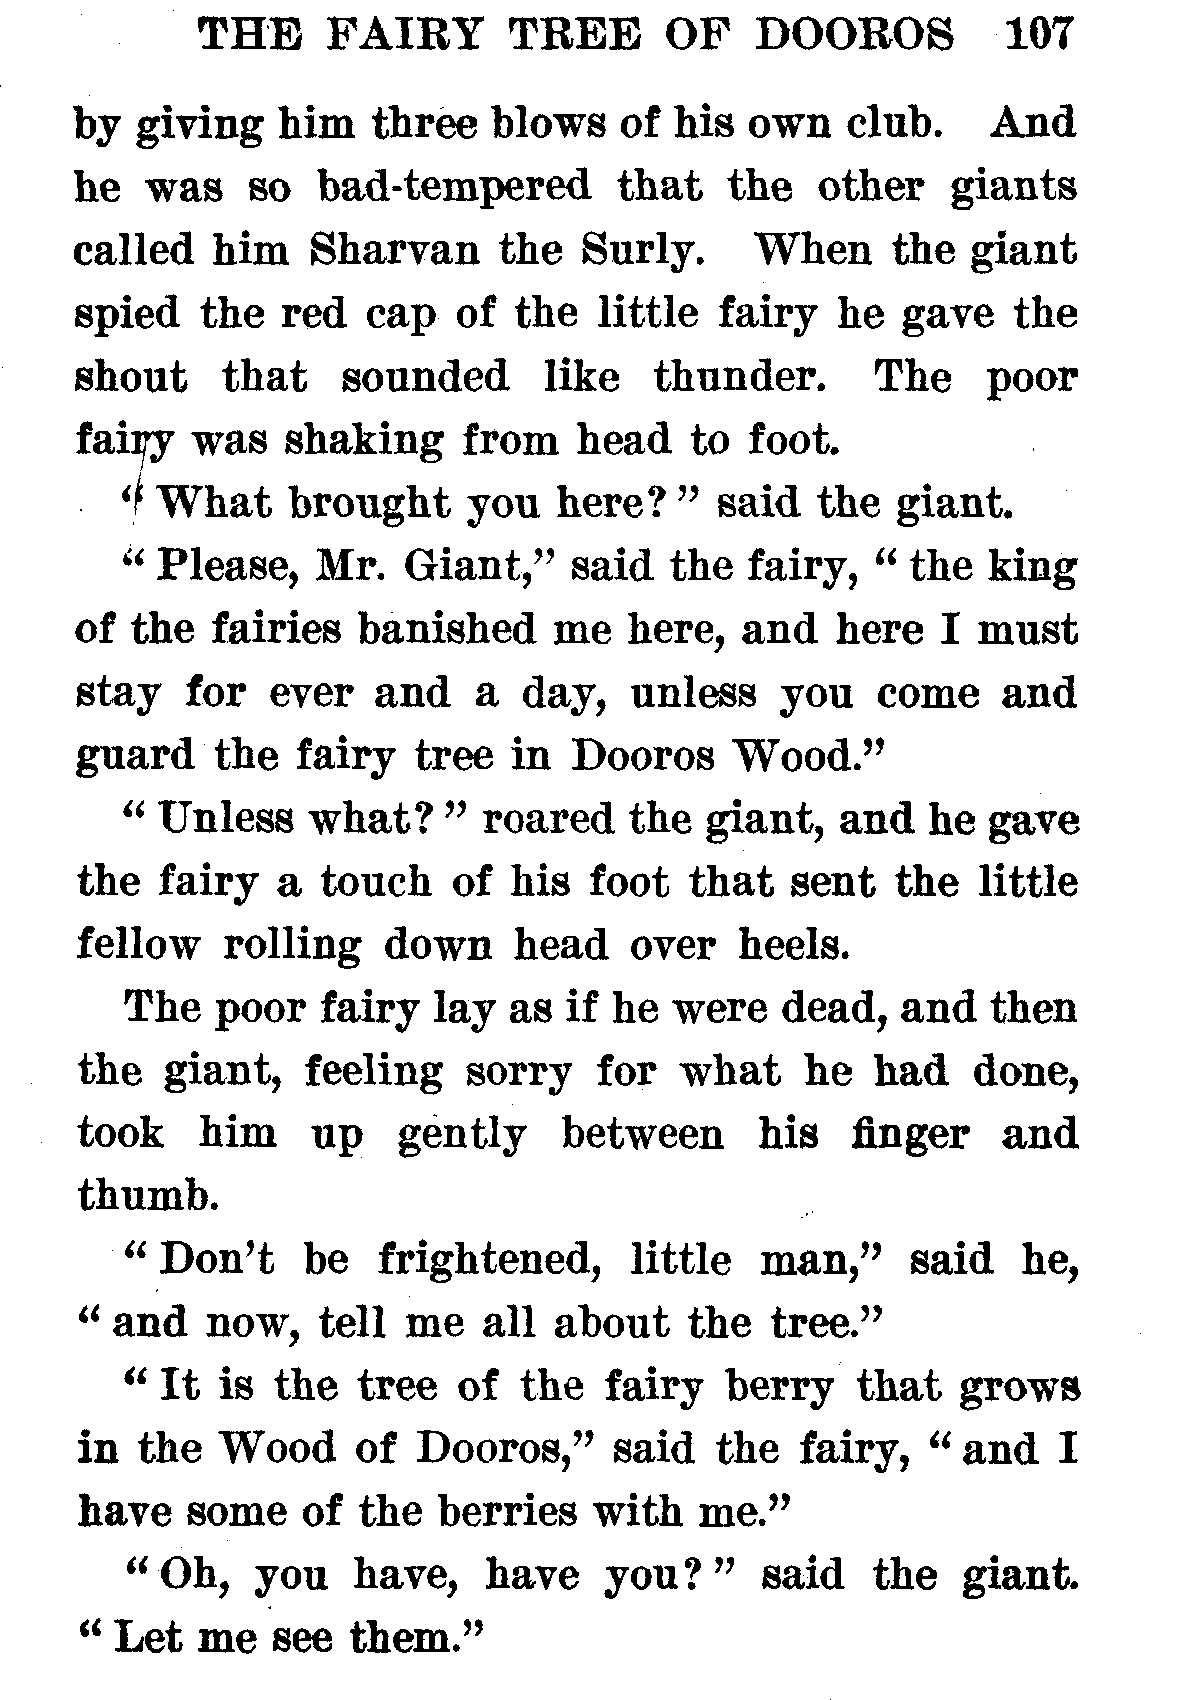 THE FAIRY TREE OF DOOROS 107
by giving him three blows of his own club. And
he was so bad-tempered that the other giants
called him Sharvan the Surly. When the giant
spied the red cap of the little fairy he gave the
shout that sounded like thunder. The poor
fairy was shaking from head to foot.
“ What brought you here? ” said the giant.
“ Please, Mr. Giant,” said the fairy, “ the king
of the fairies banished me here, and here I must
stay for ever and a day, unless you come and
guard the fairy tree in Dooros Wood.”
“ Unless what? ” roared the giant, and he gave
the fairy a touch of his foot that sent the little
fellow rolling down head over heels.
The poor fairy lay as if he were dead, and then
the giant, feeling sorry for what he had done,
took him up gently between his finger and
thumb.
“ Don’t be frightened, little man,” said he,
“ and now, tell me all about the tree.”
“ It is the tree of the fairy berry that grows
in the Wood of Dooros,” said the fairy, “ and I
have some of the berries with me.”
“ Oh, you have, have you? ” said the giant.
“ Let me see them.”